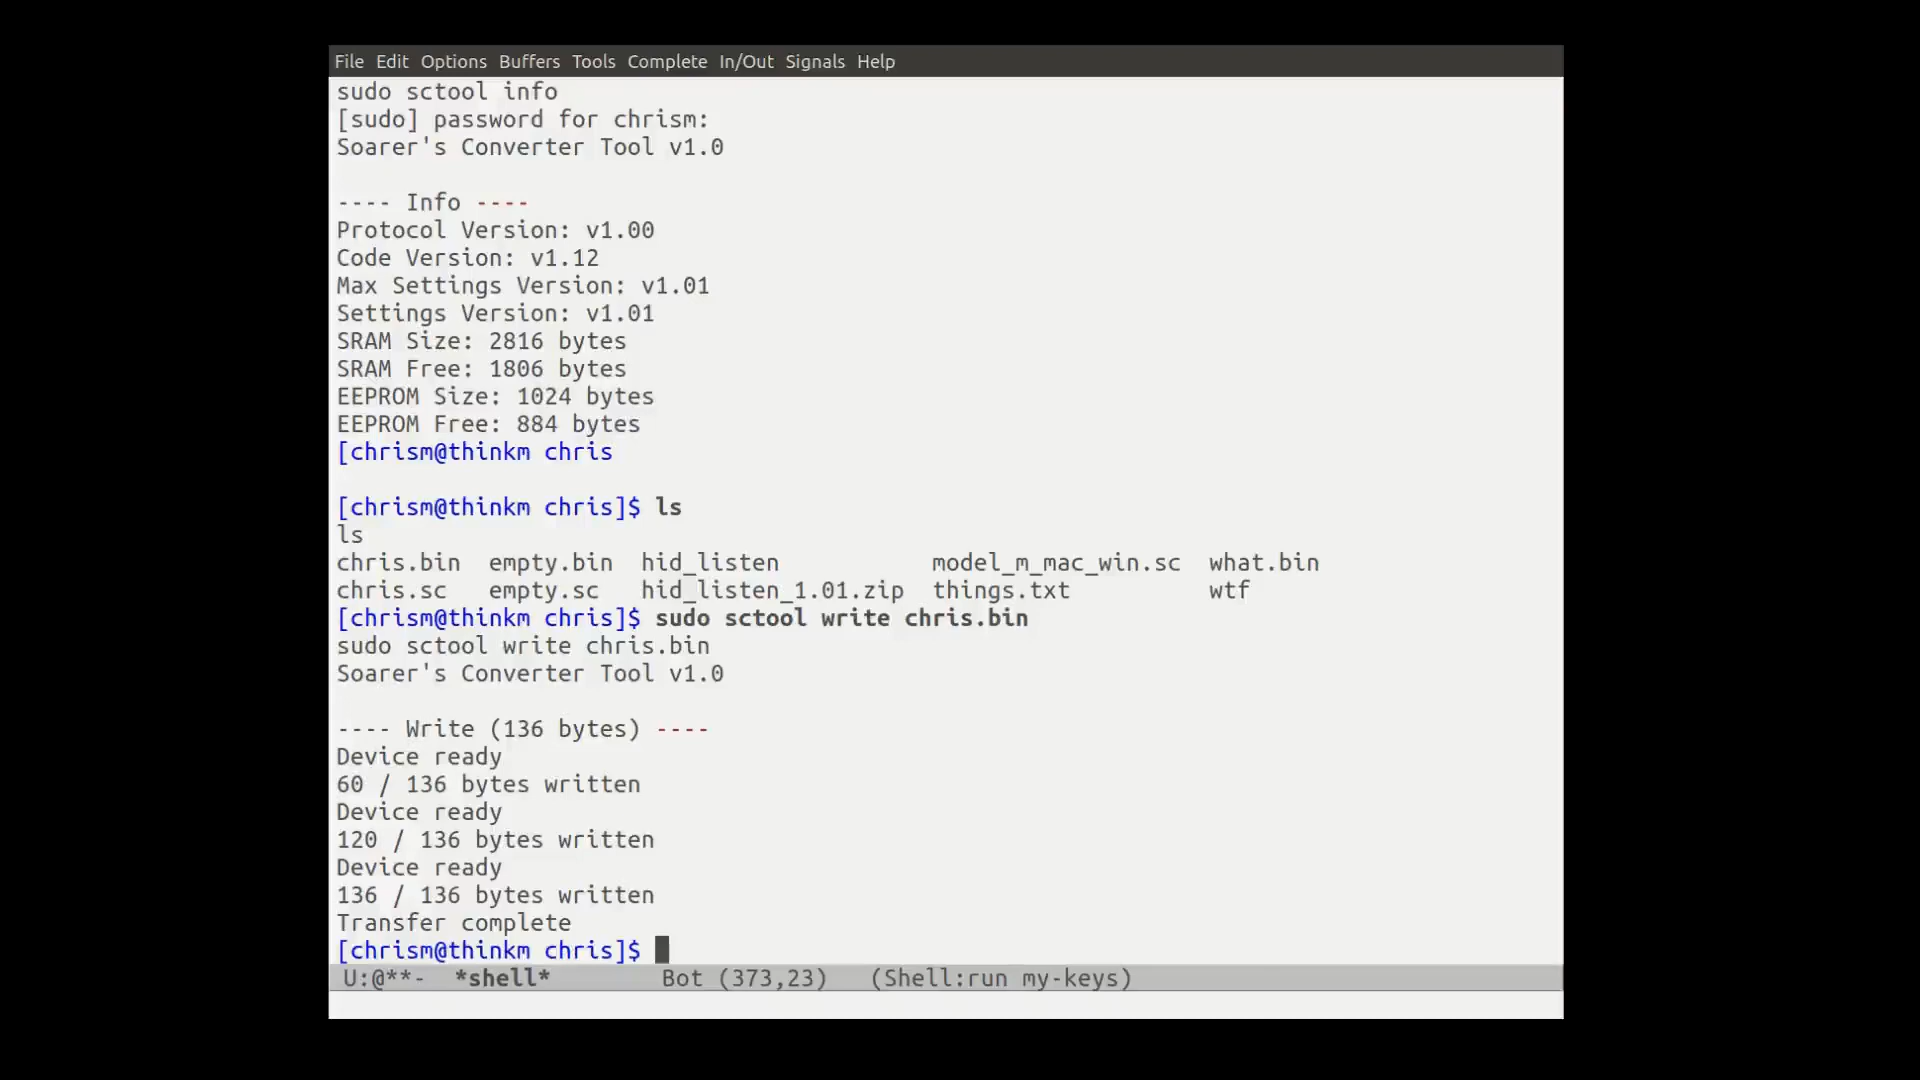 File Edit Options Buffers Tools Complete In/Out Signals Help
sudo sctool info
[sudo] password for chrism:
Soarer's Converter Tool v1.0
---- Info ----
Protocol Version: v1.00
Code Version: v1.12
Max Settings Version: v1.01
Settings Version: v1.01
SRAM Size: 2816 bytes
SRAM Free: 1806 bytes
EEPROM Size: 1024 bytes
EEPROM Free: 884 bytes
[chrism@thinkm chris
[chrism@thinkm chris]$ ls
ls
chris.bin  empty.bin  hid_listen           model_m_mac_win.sc  what.bin
chris.sc   empty.sc   hid_listen_1.01.zip  things.txt          wtf
[chrism@thinkm chris]$ sudo sctool write chris.bin
sudo sctool write chris.bin
Soarer's Converter Tool v1.0
---- Write (136 bytes) ----
Device ready
60 / 136 bytes written
Device ready
120 / 136 bytes written
Device ready
136 / 136 bytes written
Transfer complete
[chrism@thinkm chris]$
U:@**-  *shell*        Bot (373,23)   (Shell:run my-keys)